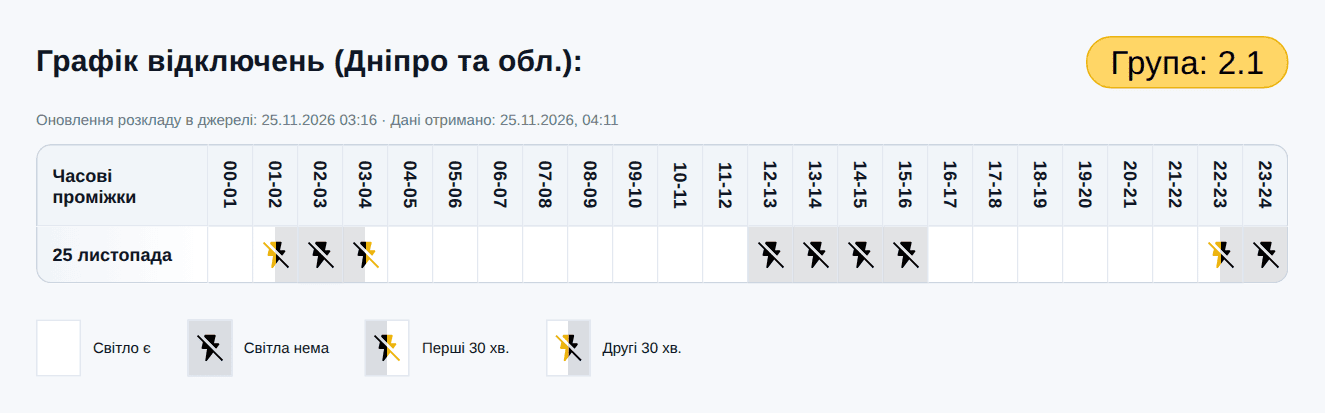 Графік відключень (Дніпро та обл.):
Група: 2.1
Оновлення розкладу в джерелі: 25.11.2026 03:16 · Дані отримано: 25.11.2026, 04:11
Часові
проміжки
00-01
01-02
02-03
03-04
04-05
05-06
06-07
07-08
08-09
09-10
10-11
11-12
12-13
13-14
14-15
15-16
16-17
17-18
18-19
19-20
20-21
21-22
22-23
23-24
25 листопада
Світло є
Світла нема
Перші 30 хв.
Другі 30 хв.